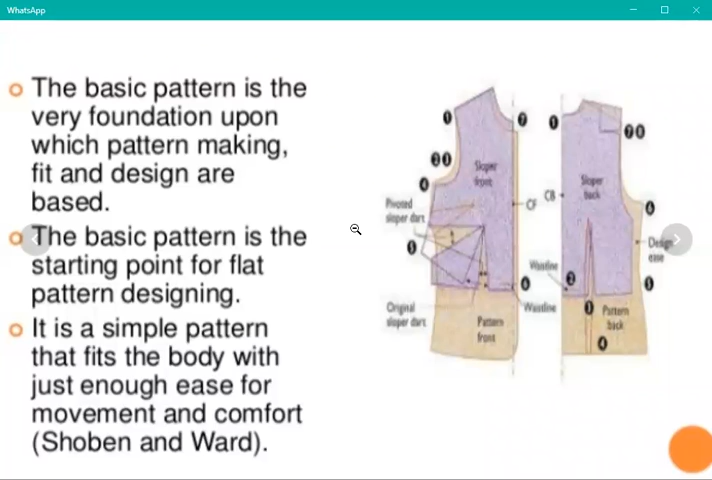 WhatsApp
The basic pattern is the
very foundation upon
which pattern making,
fit and design are
based.
The basic pattern is the
starting point for flat
pattern designing.
It is a simple pattern
that fits the body with
just enough ease for
movement and comfort
(Shoben and Ward).
Sloper
front
Pivoted
sloper dart
Original
sloper dart
Pattern
front
CF
CB
Waistline
Waistline
Sloper
back
Design
ease
Pattern
back